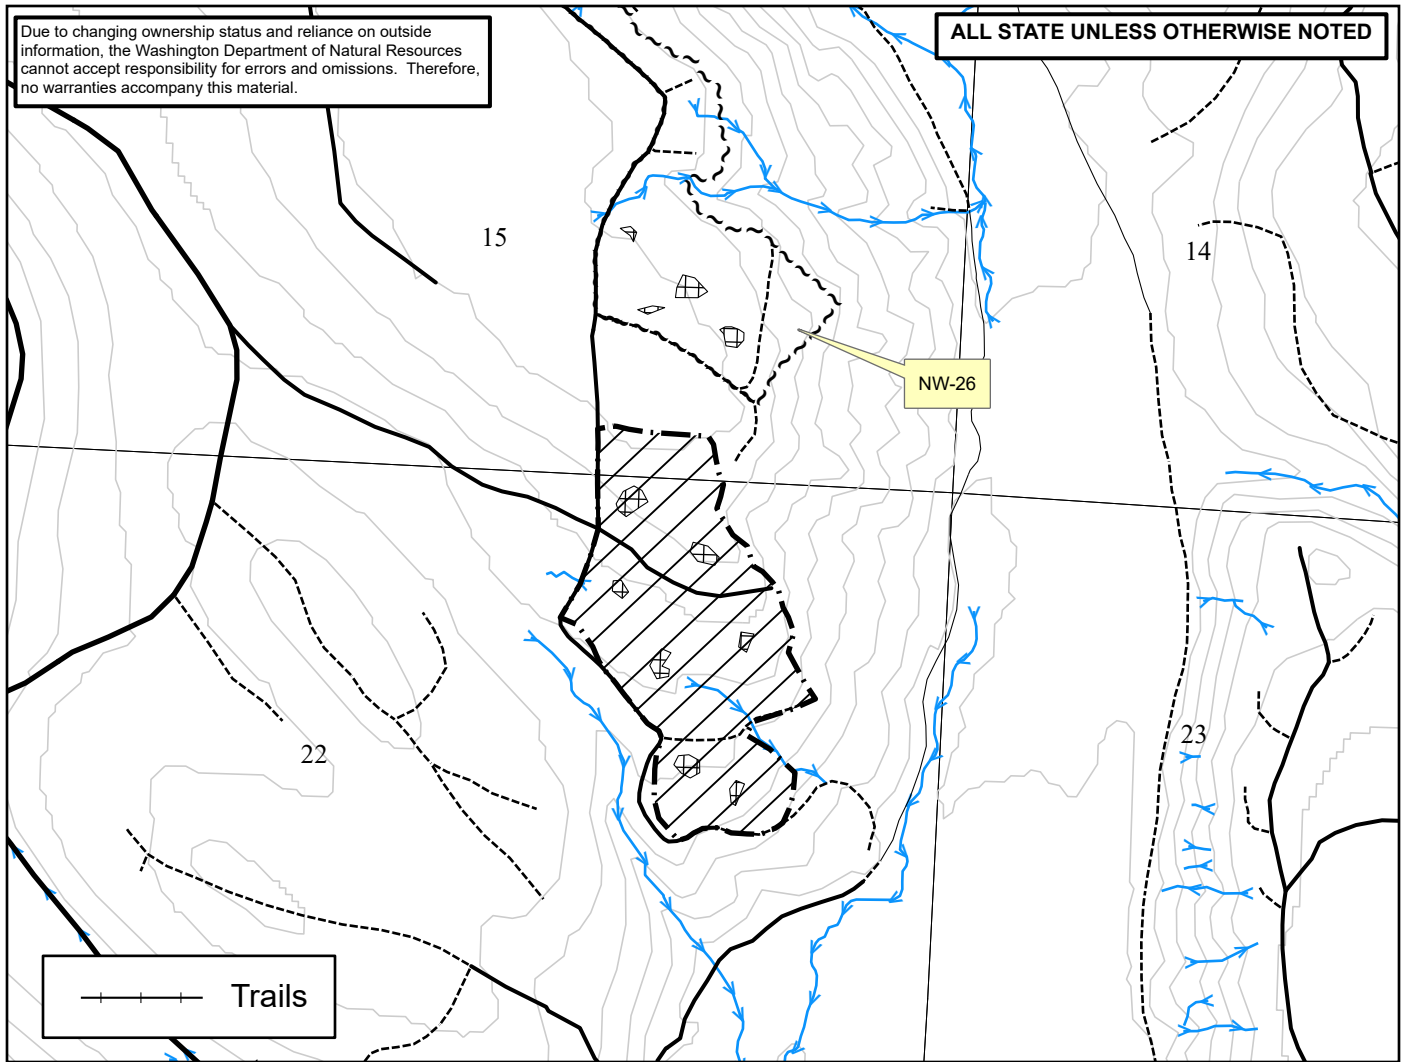 Due to changing ownership status and reliance on outside
information, the Washington Department of Natural Resources
cannot accept responsibility for errors and omissions. Therefore,
no warranties accompany this material.
ALL STATE UNLESS OTHERWISE NOTED
15
14
NW-26
22
23
Trails